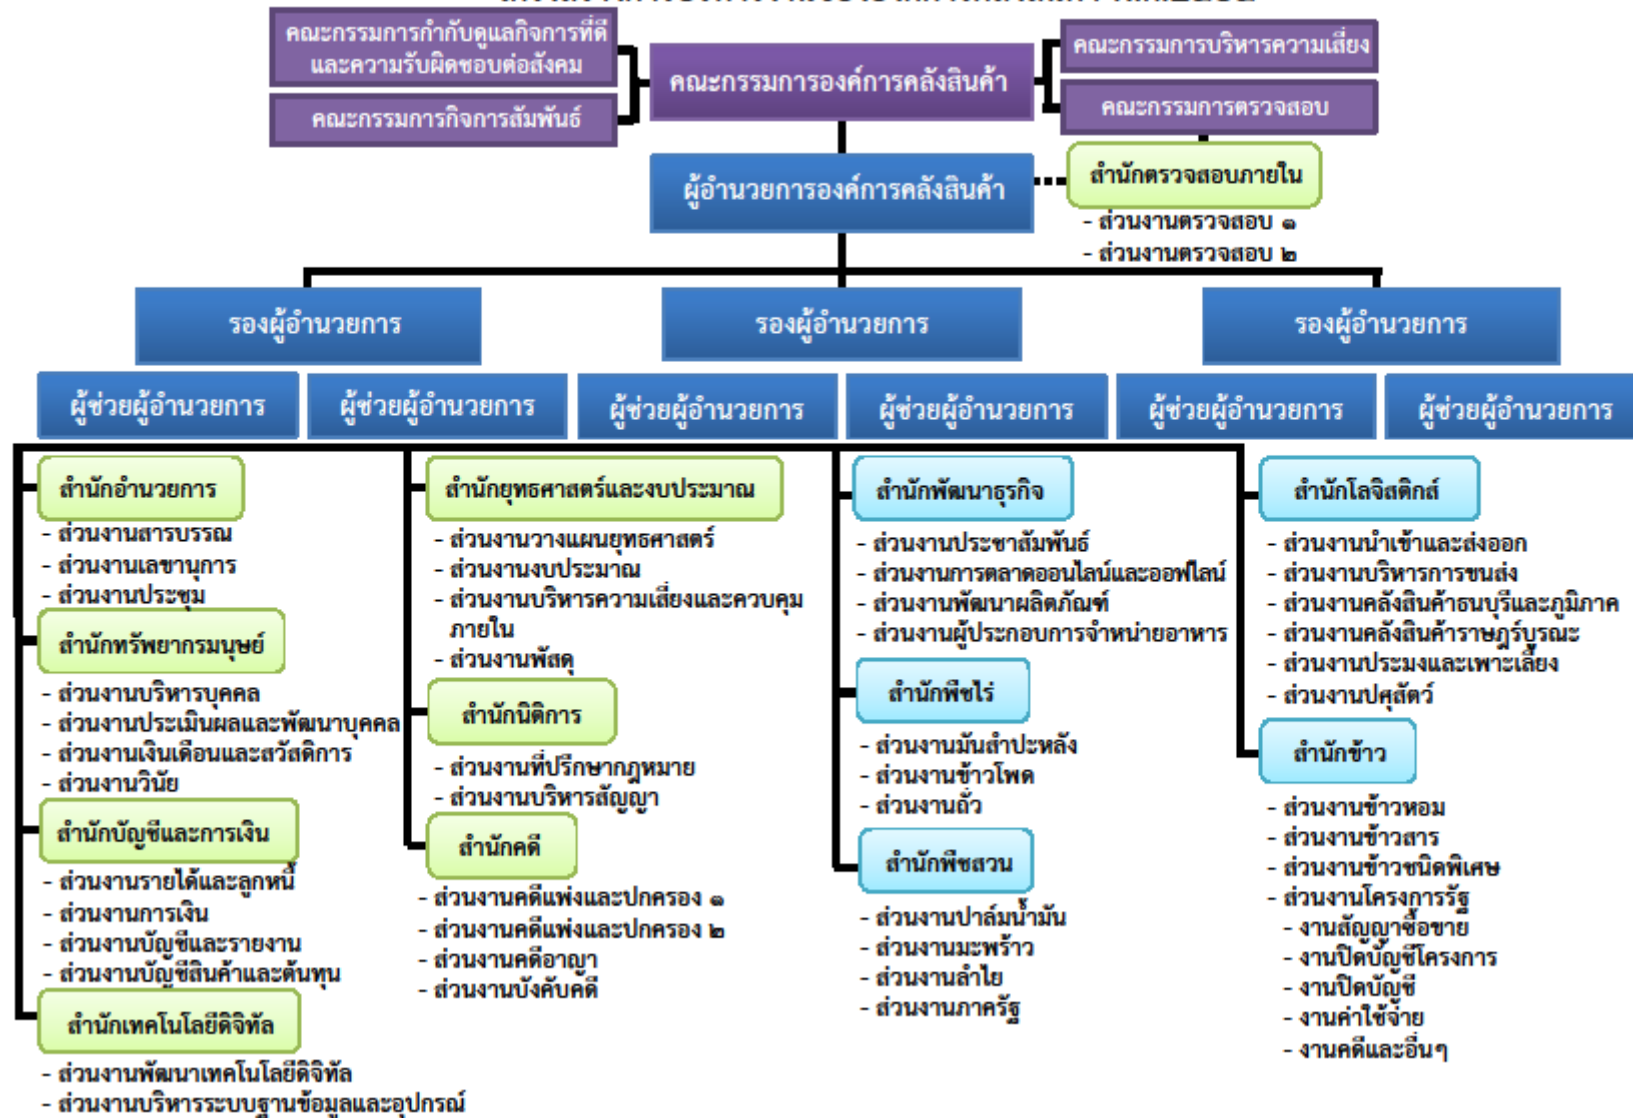 คณะกรรมการกำกับดูแลกิจการที่ดี
และความรับผิดชอบต่อสังคม
คณะกรรมการกิจการสัมพันธ์
คณะกรรมการองค์การคลังสินค้า
คณะกรรมการบริหารความเสี่ยง
คณะกรรมการตรวจสอบ
ผู้อำนวยการองค์การคลังสินค้า
สำนักตรวจสอบภายใน
- ส่วนงานตรวจสอบ ๑
- ส่วนงานตรวจสอบ ๒
รองผู้อำนวยการ
รองผู้อำนวยการ
รองผู้อำนวยการ
ผู้ช่วยผู้อำนวยการ
ผู้ช่วยผู้อำนวยการ
ผู้ช่วยผู้อำนวยการ
ผู้ช่วยผู้อำนวยการ
ผู้ช่วยผู้อำนวยการ
ผู้ช่วยผู้อำนวยการ
สำนักอำนวยการ
- ส่วนงานสารบรรณ
- ส่วนงานเลขานุการ
- ส่วนงานประชุม
สำนักทรัพยากรมนุษย์
- ส่วนงานบริหารบุคคล
- ส่วนงานประเมินผลและพัฒนาบุคคล
- ส่วนงานเงินเดือนและสวัสดิการ
- ส่วนงานวินัย
สำนักบัญชีและการเงิน
- ส่วนงานรายได้และลูกหนี้
- ส่วนงานการเงิน
- ส่วนงานบัญชีและรายงาน
- ส่วนงานบัญชีสินค้าและต้นทุน
สำนักเทคโนโลยีดิจิทัล
- ส่วนงานพัฒนาเทคโนโลยีดิจิทัล
- ส่วนงานบริหารระบบฐานข้อมูลและอุปกรณ์
สำนักยุทธศาสตร์และงบประมาณ
- ส่วนงานวางแผนยุทธศาสตร์
- ส่วนงานงบประมาณ
- ส่วนงานบริหารความเสี่ยงและควบคุม
ภายใน
- ส่วนงานพัสดุ
สำนักนิติการ
- ส่วนงานที่ปรึกษากฎหมาย
- ส่วนงานบริหารสัญญา
สำนักคดี
- ส่วนงานคดีแพ่งและปกครอง ๑
- ส่วนงานคดีแพ่งและปกครอง ๒
- ส่วนงานคดีอาญา
- ส่วนงานบังคับคดี
สำนักพัฒนาธุรกิจ
- ส่วนงานประชาสัมพันธ์
- ส่วนงานการตลาดออนไลน์และออฟไลน์
- ส่วนงานพัฒนาผลิตภัณฑ์
- ส่วนงานผู้ประกอบการจำหน่ายอาหาร
สำนักพืชไร่
- ส่วนงานมันสำปะหลัง
- ส่วนงานข้าวโพด
- ส่วนงานถั่ว
สำนักพืชสวน
- ส่วนงานปาล์มน้ำมัน
- ส่วนงานมะพร้าว
- ส่วนงานลำไย
- ส่วนงานภาครัฐ
สำนักโลจิสติกส์
- ส่วนงานนำเข้าและส่งออก
- ส่วนงานบริหารการขนส่ง
- ส่วนงานคลังสินค้าธนบุรีและภูมิภาค
- ส่วนงานคลังสินค้าราษฎร์บูรณะ
- ส่วนงานประมงและเพาะเลี้ยง
- ส่วนงานปศุสัตว์
สำนักข้าว
- ส่วนงานข้าวหอม
- ส่วนงานข้าวสาร
- ส่วนงานข้าวชนิดพิเศษ
- ส่วนงานโครงการรัฐ
- งานสัญญาซื้อขาย
- งานปิดบัญชีโครงการ
- งานปิดบัญชี
- งานค่าใช้จ่าย
- งานคดีและอื่นๆ